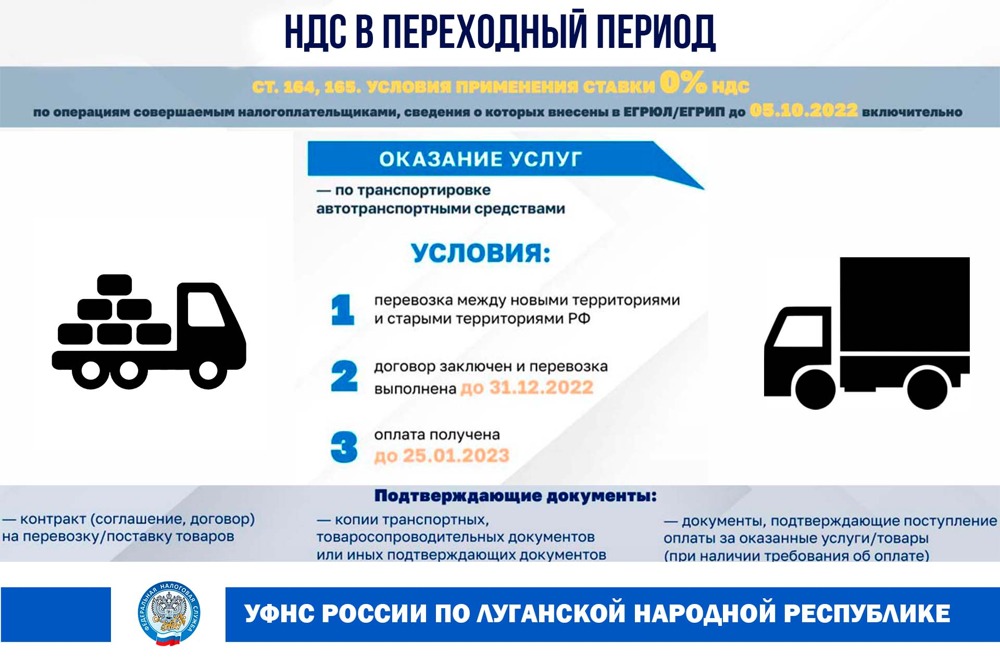 НДС В ПЕРЕХОДНЫЙ ПЕРИОД
СТ. 164, 165. УСЛОВИЯ ПРИМЕНЕНИЯ СТАВКИ 0% НДС
по операциям совершаемым налогоплательщиками, сведения о которых внесены в ЕГРЮЛ/ЕГРИП до 05.10.2022 включительно
ОКАЗАНИЕ УСЛУГ
— по транспортировке
автотранспортными средствами
УСЛОВИЯ:
1 перевозка между новыми территориями
и старыми территориями РФ
2 договор заключен и перевозка
выполнена до 31.12.2022
3 оплата получена
до 25.01.2023
Подтверждающие документы:
— контракт (соглашение, договор)
на перевозку/поставку товаров
— копии транспортных,
товаросопроводительных документов
или иных подтверждающих документов
— документы, подтверждающие поступление
оплаты за оказанные услуги/товары
(при наличии требования об оплате)
ФЕДЕРАЛЬНАЯ НАЛОГОВАЯ СЛУЖБА
УФНС РОССИИ ПО ЛУГАНСКОЙ НАРОДНОЙ РЕСПУБЛИКЕ